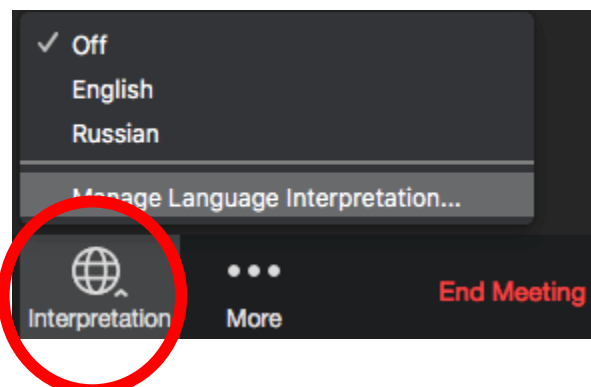 Off
English
Russian
Manage Language Interpretation...
Interpretation
More
End Meeting